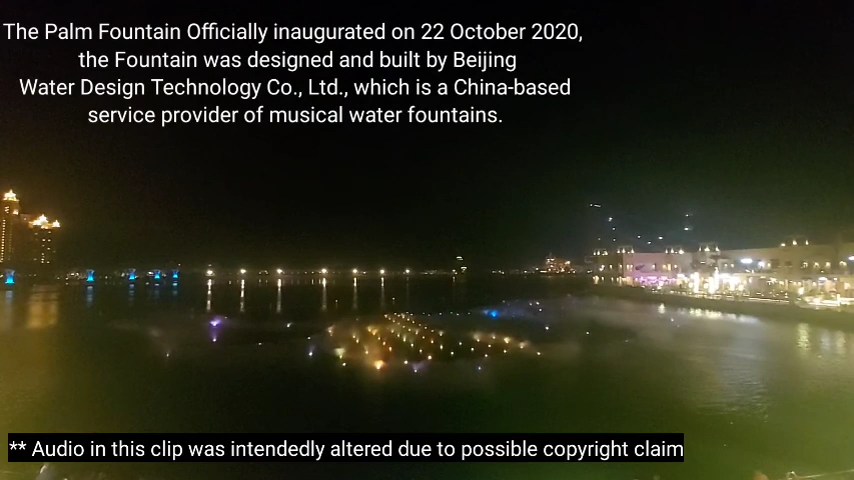 The Palm Fountain Officially inaugurated on 22 October 2020,
the Fountain was designed and built by Beijing
Water Design Technology Co., Ltd., which is a China-based
service provider of musical water fountains.
** Audio in this clip was intendedly altered due to possible copyright claim